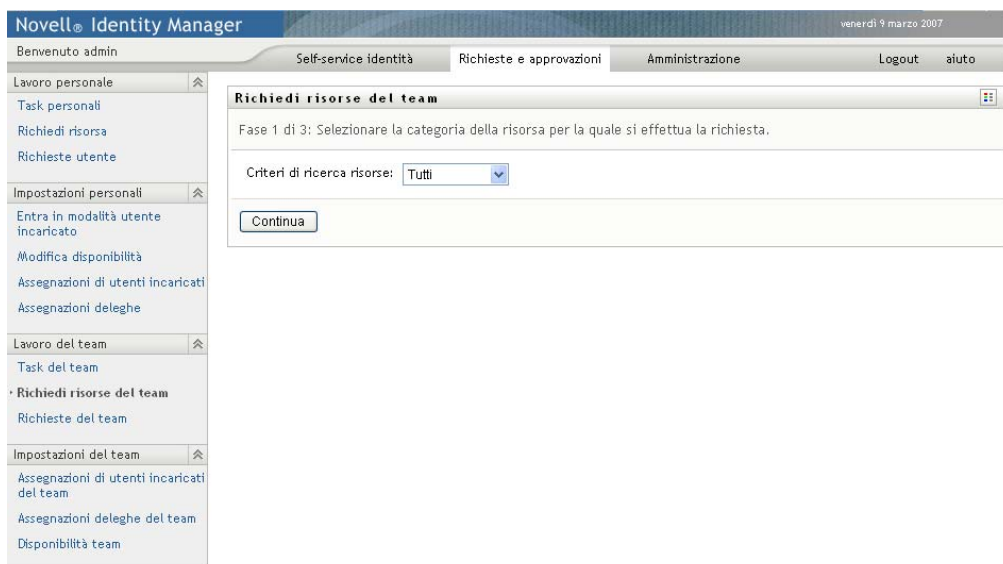 Novell® Identity Manager
venerdì 9 marzo 2007
Benvenuto admin
Self-service identità
Richieste e approvazioni
Amministrazione
Logout
aiuto
Lavoro personale
Task personali
Richiedi risorsa
Richieste utente
Impostazioni personali
Entra in modalità utente
incaricato
Modifica disponibilità
Assegnazioni di utenti incaricati
Assegnazioni deleghe
Lavoro del team
Task del team
Richiedi risorse del team
Richieste del team
Impostazioni del team
Assegnazioni di utenti incaricati
del team
Assegnazioni deleghe del team
Disponibilità team
Richiedi risorse del team
Fase 1 di 3: Selezionare la categoria della risorsa per la quale si effettua la richiesta.
Criteri di ricerca risorse: Tutti
Continua